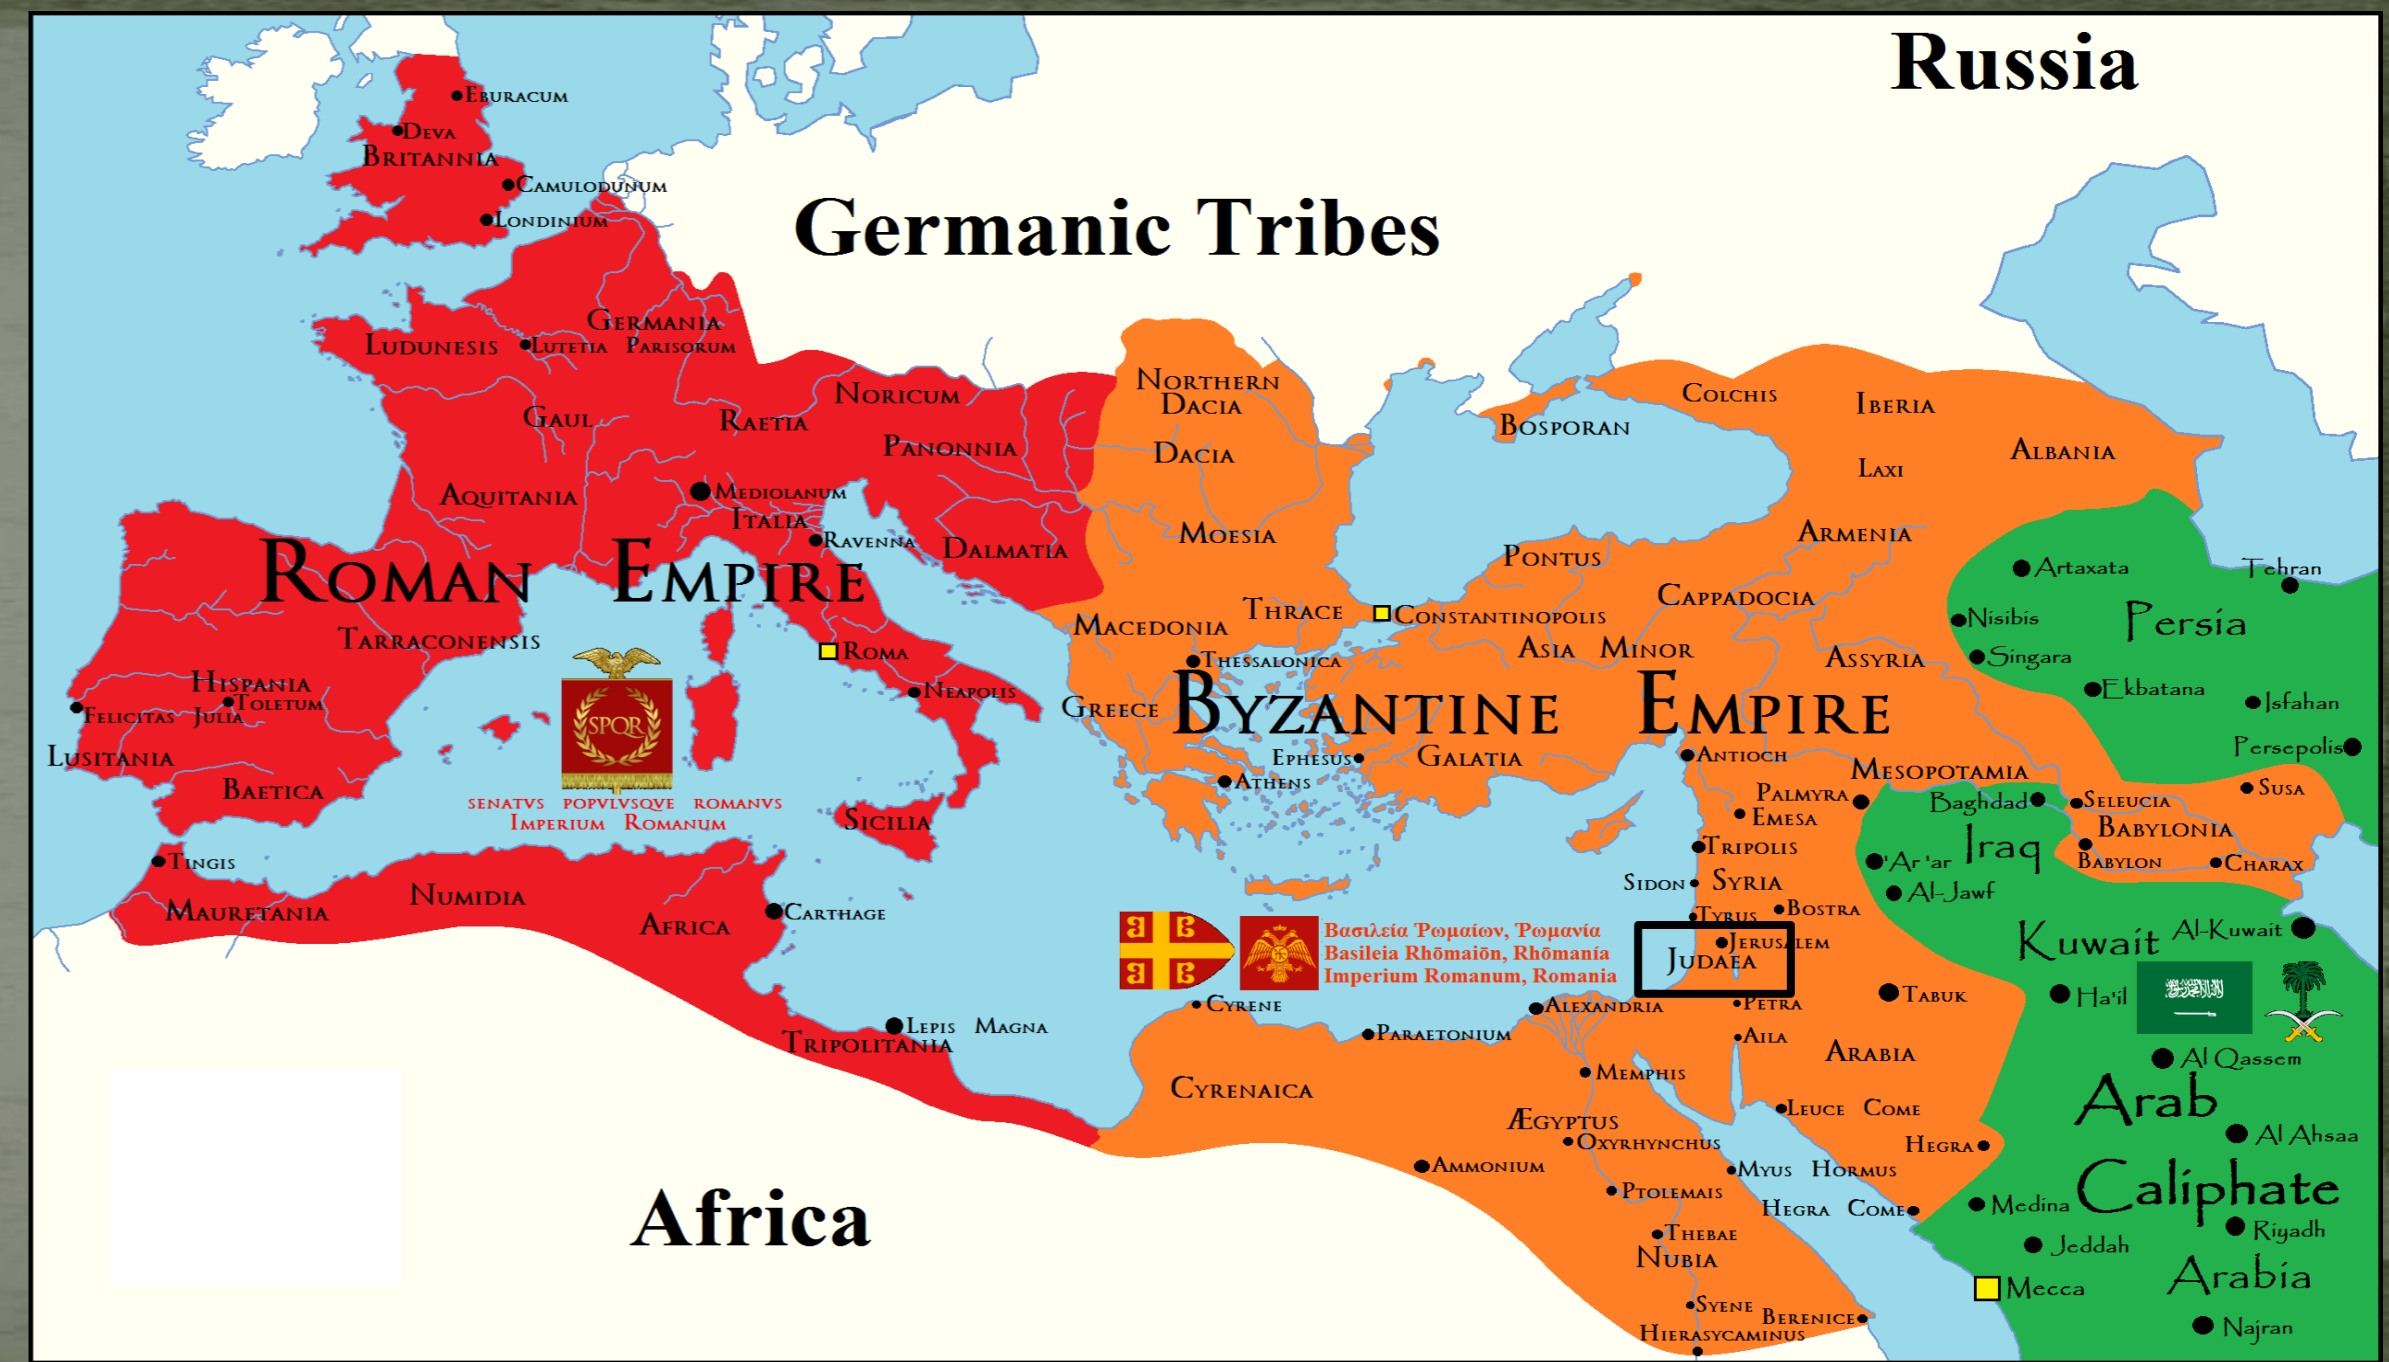 Russia
EBURACUM
DEVA
BRITANNIA
CAMULODUNUM
LONDINIUM
Germanic Tribes
GERMANIA
LUDUNESIS
LUTETIA PARISORUM
NORICUM
GAUL
RAETIA
PANONNIA
AQUITANIA
MEDIOLANUM
ITALIA
RAVENNA
DALMATIA
ROMAN EMPIRE
TARRACONENSIS
ROMA
HISPANIA
TOLETUM
FELICITAS JULIA
NEAPOLIS
LUSITANIA
BAETICA
SPQR
SENATVS POPVLVSQVE ROMANVS
IMPERIUM ROMANUM
SICILIA
TINGIS
MAURETANIA
NUMIDIA
AFRICA
CARTHAGE
LEPIS MAGNA
TRIPOLITANIA
Africa
NORTHERN
DACIA
DACIA
MOESIA
BOSPORAN
COLCHIS
IBERIA
LAXI
ALBANIA
ARMENIA
PONTUS
CAPPADOCIA
THRACE
CONSTANTINOPOLIS
MACEDONIA
ASIA MINOR
ASSYRIA
THESSALONICA
GREECE
BYZANTINE EMPIRE
EPHESUS
GALATIA
ATHENS
ANTIOCH
MESOPOTAMIA
PALMYRA
EMESA
TRIPOLIS
SIDON
SYRIA
TYRUS
BOSTRA
JERUSALEM
JUDAEA
PETRA
AILA
SELEUCIA
SUSA
BABYLONIA
BABYLON
CHARAX
Βασιλεία Ῥωμαίων, Ῥωμανία
Basileia Rhōmaiōn, Rhōmanía
Imperium Romanum, Romania
CYRENE
PARAETONIUM
ALEXANDRIA
TABUK
ARABIA
CYRENAICA
MEMPHIS
ÆGYPTUS
LEUCE COME
OXYRHYNCHUS
HEGRA
AMMONIUM
MYUS HORMUS
PTOLEMAIS
HEGRA COME
THEBAE
NUBIA
SYENE
BERENICE
HIERASYCAMINUS
Artaxata
Tehran
Nisibis
Persia
Singara
Ekbatana
Isfahan
Persepolis
Baghdad
Iraq
'Ar 'ar
Al-Jawf
Kuwait
Al-Kuwait
Ha'il
Al Qassem
Arab
Al Ahsaa
Caliphate
Medina
Riyadh
Jeddah
Arabia
Mecca
Najran